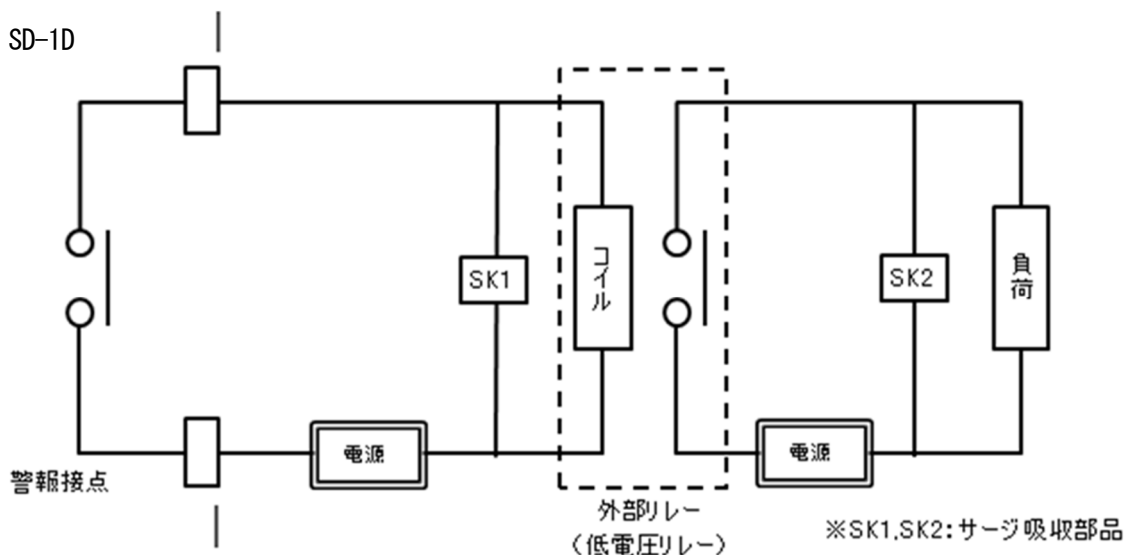 SD-1D
SK1
コイル
SK2
負荷
電源
電源
警報接点
外部リレー
（低電圧リレー）
※SK1,SK2:サージ吸収部品